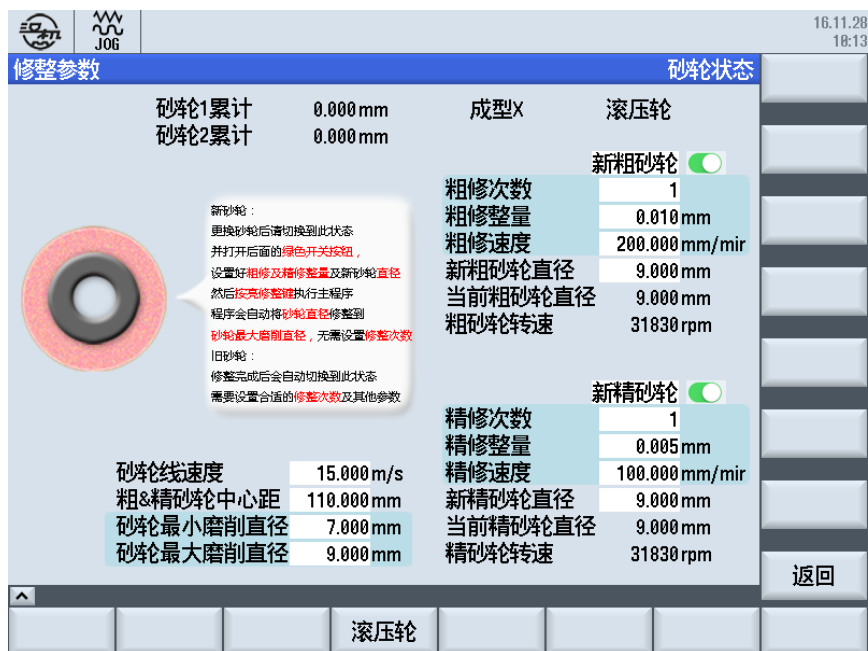 汉机
JOG
16.11.28
10:13
修整参数
砂轮状态
砂轮1累计 0.000mm
成型X 滚压轮
砂轮2累计 0.000mm
新粗砂轮
粗修次数 1
粗修整量 0.010mm
粗修速度 200.000mm/mir
新粗砂轮直径 9.000mm
当前粗砂轮直径 9.000mm
粗砂轮转速 31830rpm
新砂轮：
更换砂轮后请切换到此状态
并打开后面的绿色开关按钮，
设置好粗修及精修整量及新砂轮直径
然后按亮修整键执行主程序
程序会自动将砂轮直径修整到
砂轮最大磨削直径，无需设置修整次数
旧砂轮：
修整完成后会自动切换到此状态
需要设置合适的修整次数及其他参数
新精砂轮
精修次数 1
精修整量 0.005mm
精修速度 100.000mm/mir
新精砂轮直径 9.000mm
当前精砂轮直径 9.000mm
精砂轮转速 31830rpm
砂轮线速度 15.000m/s
粗&精砂轮中心距 110.000mm
砂轮最小磨削直径 7.000mm
砂轮最大磨削直径 9.000mm
返回
滚压轮